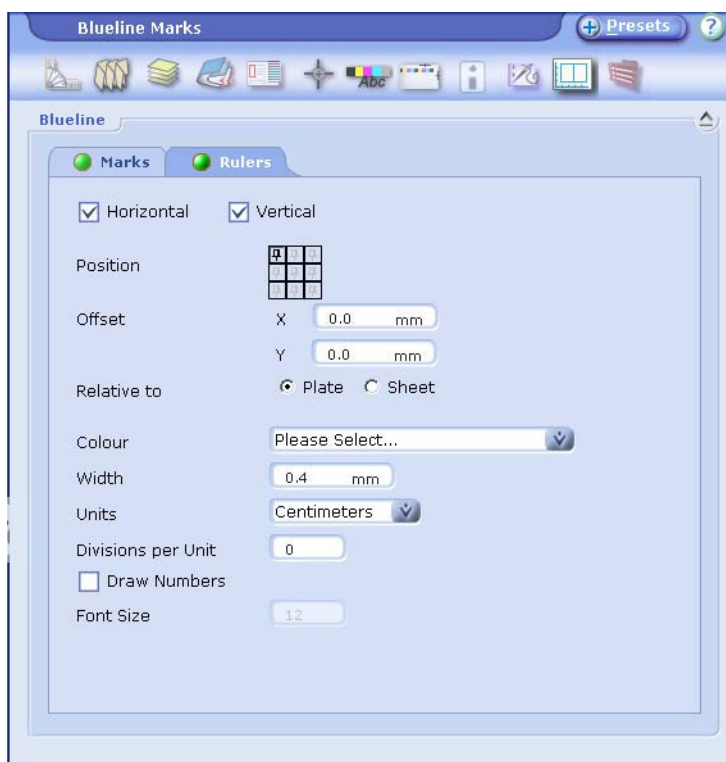 Blueline Marks
Presets
?
Abc
Blueline
Marks Rulers
Horizontal Vertical
Position
Offset X 0.0 mm
Y 0.0 mm
Relative to Plate Sheet
Colour Please Select...
Width 0.4 mm
Units Centimeters
Divisions per Unit 0
Draw Numbers
Font Size 12